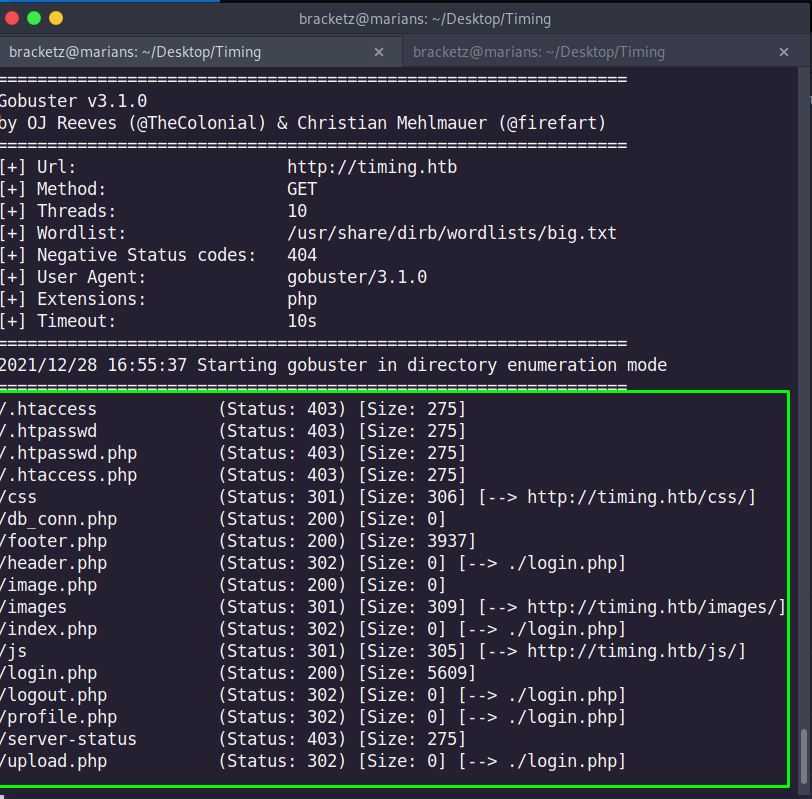 bracketz@marians: ~/Desktop/Timing
bracketz@marians: ~/Desktop/Timing × bracketz@marians: ~/Desktop/Timing ×
===============================================================
Gobuster v3.1.0
by OJ Reeves (@TheColonial) & Christian Mehlmauer (@firefart)
===============================================================
[+] Url: http://timing.htb
[+] Method: GET
[+] Threads: 10
[+] Wordlist: /usr/share/dirb/wordlists/big.txt
[+] Negative Status codes: 404
[+] User Agent: gobuster/3.1.0
[+] Extensions: php
[+] Timeout: 10s
===============================================================
2021/12/28 16:55:37 Starting gobuster in directory enumeration mode
===============================================================
/.htaccess (Status: 403) [Size: 275]
/.htpasswd (Status: 403) [Size: 275]
/.htpasswd.php (Status: 403) [Size: 275]
/.htaccess.php (Status: 403) [Size: 275]
/css (Status: 301) [Size: 306] [--> http://timing.htb/css/]
/db_conn.php (Status: 200) [Size: 0]
/footer.php (Status: 200) [Size: 3937]
/header.php (Status: 302) [Size: 0] [--> ./login.php]
/image.php (Status: 200) [Size: 0]
/images (Status: 301) [Size: 309] [--> http://timing.htb/images/]
/index.php (Status: 302) [Size: 0] [--> ./login.php]
/js (Status: 301) [Size: 305] [--> http://timing.htb/js/]
/login.php (Status: 200) [Size: 5609]
/logout.php (Status: 302) [Size: 0] [--> ./login.php]
/profile.php (Status: 302) [Size: 0] [--> ./login.php]
/server-status (Status: 403) [Size: 275]
/upload.php (Status: 302) [Size: 0] [--> ./login.php]